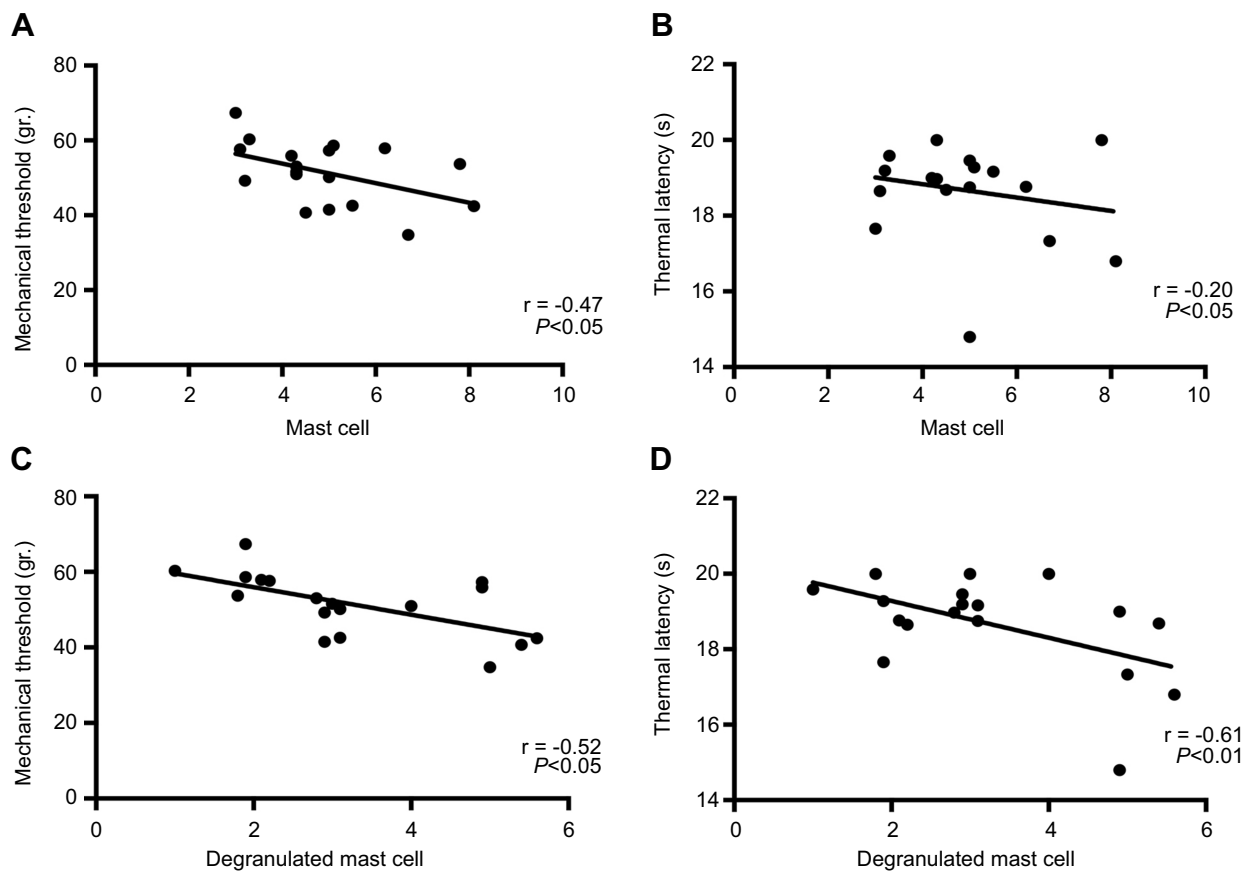 A
Mechanical threshold (gr.)
80
60
40
20
0
0 2 4 6 8 10
Mast cell
r = -0.47
P<0.05
B
Thermal latency (s)
22
20
18
16
14
0 2 4 6 8 10
Mast cell
r = -0.20
P<0.05
C
Mechanical threshold (gr.)
80
60
40
20
0
0 2 4 6
Degranulated mast cell
r = -0.52
P<0.05
D
Thermal latency (s)
22
20
18
16
14
0 2 4 6
Degranulated mast cell
r = -0.61
P<0.01